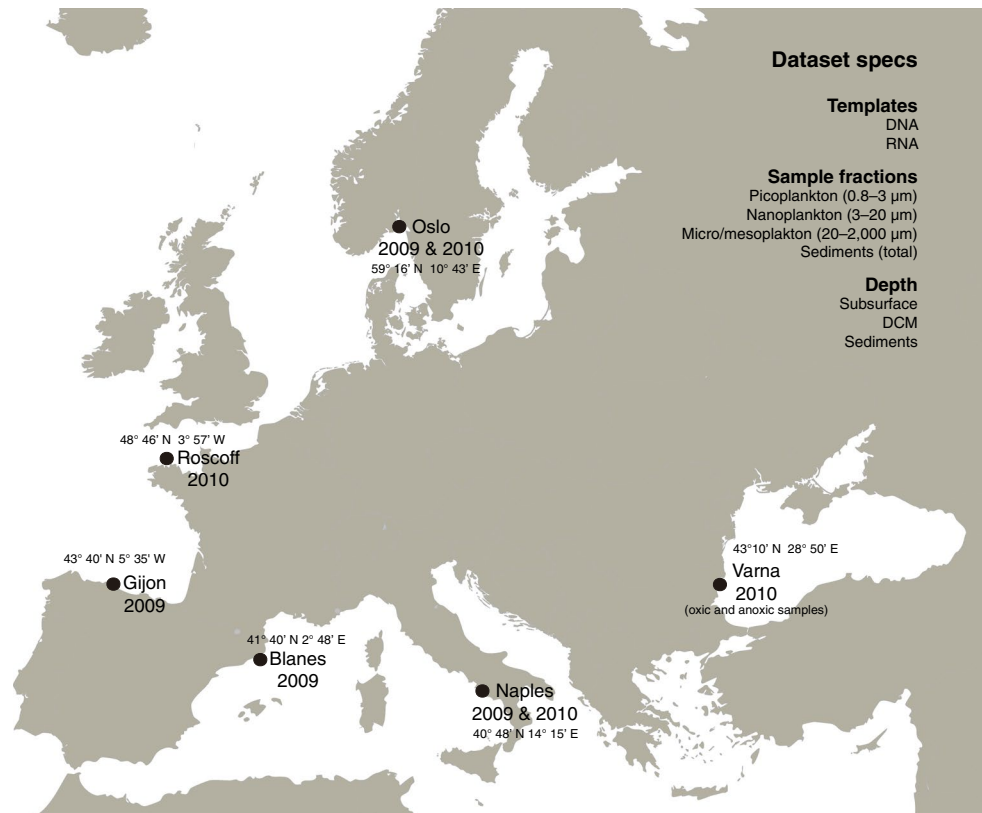 Dataset specs
Templates
DNA
RNA
Sample fractions
Picoplankton (0.8–3 µm)
Nanoplankton (3–20 µm)
Micro/mesoplakton (20–2,000 µm)
Sediments (total)
Depth
Subsurface
DCM
Sediments
Oslo
2009 & 2010
59° 16' N 10° 43' E
48° 46' N 3° 57' W
Roscoff
2010
43° 40' N 5° 35' W
Gijon
2009
41° 40' N 2° 48' E
Blanes
2009
Naples
2009 & 2010
40° 48' N 14° 15' E
43°10' N 28° 50' E
Varna
2010
(oxic and anoxic samples)